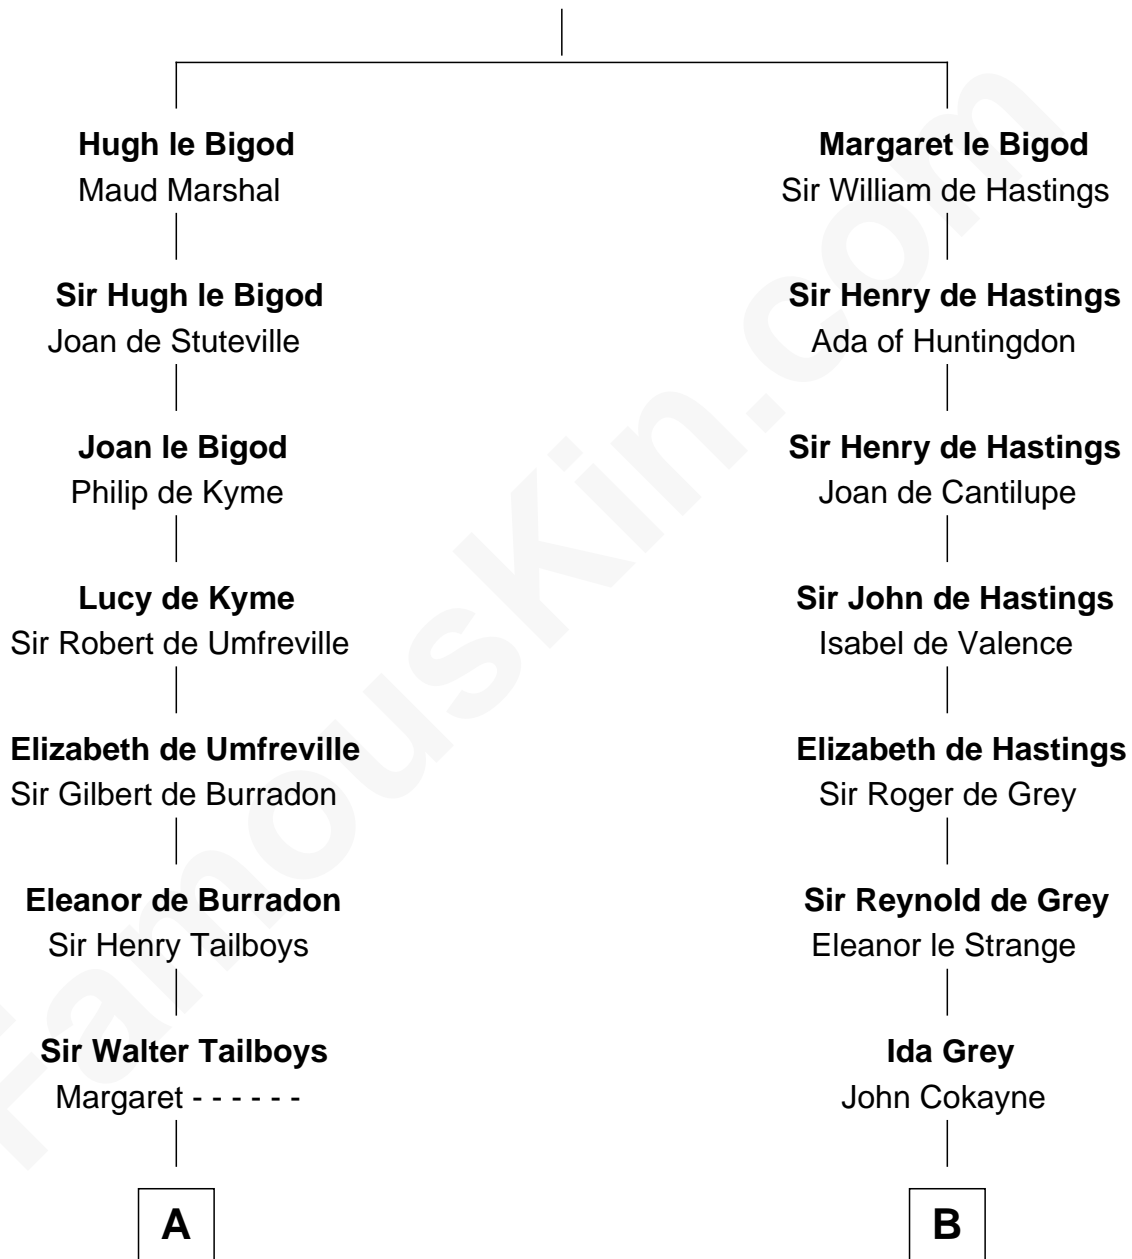 Hugh le Bigod
Maud Marshal
Sir Hugh le Bigod
Joan de Stuteville
Joan le Bigod
Philip de Kyme
Lucy de Kyme
Sir Robert de Umfreville
Elizabeth de Umfreville
Sir Gilbert de Burradon
Eleanor de Burradon
Sir Henry Tailboys
Sir Walter Tailboys
Margaret - - - - - -
A
Margaret le Bigod
Sir William de Hastings
Sir Henry de Hastings
Ada of Huntingdon
Sir Henry de Hastings
Joan de Cantilupe
Sir John de Hastings
Isabel de Valence
Elizabeth de Hastings
Sir Roger de Grey
Sir Reynold de Grey
Eleanor le Strange
Ida Grey
John Cokayne
B
FamousKin.com